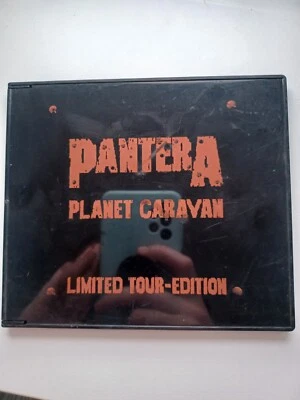 PANTERA
PLANET CARAVAN
LIMITED TOUR-EDITION